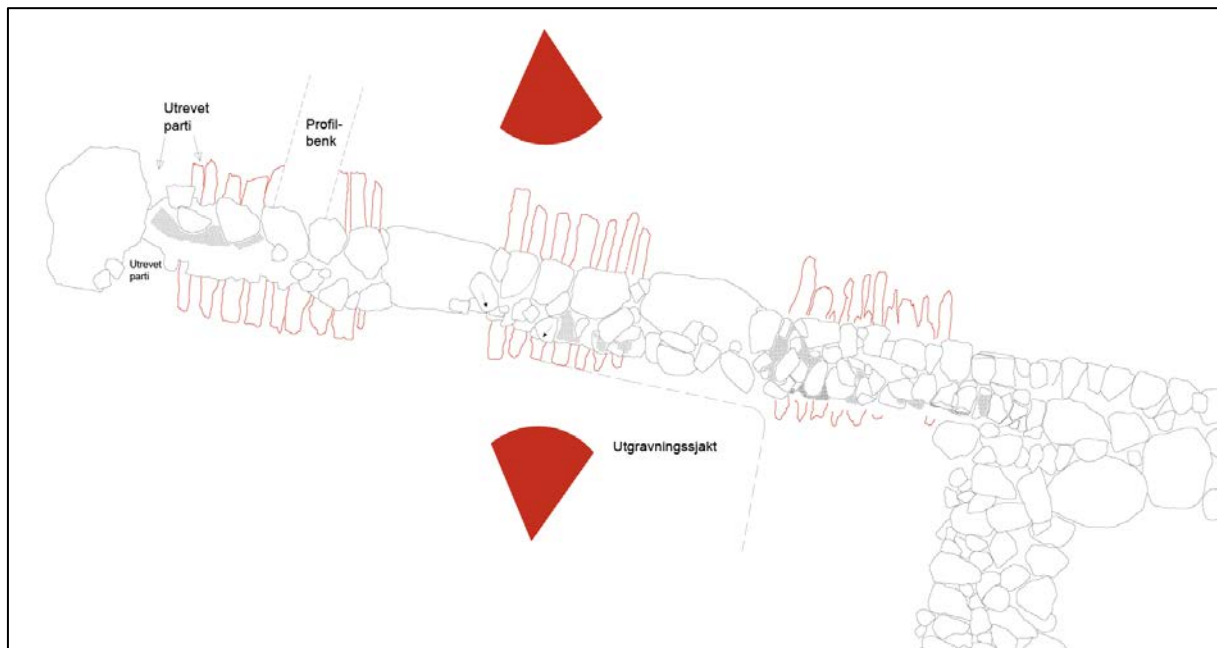 Utrevet
parti
Profil-
benk
Utrevet
parti
Utgravningssjakt